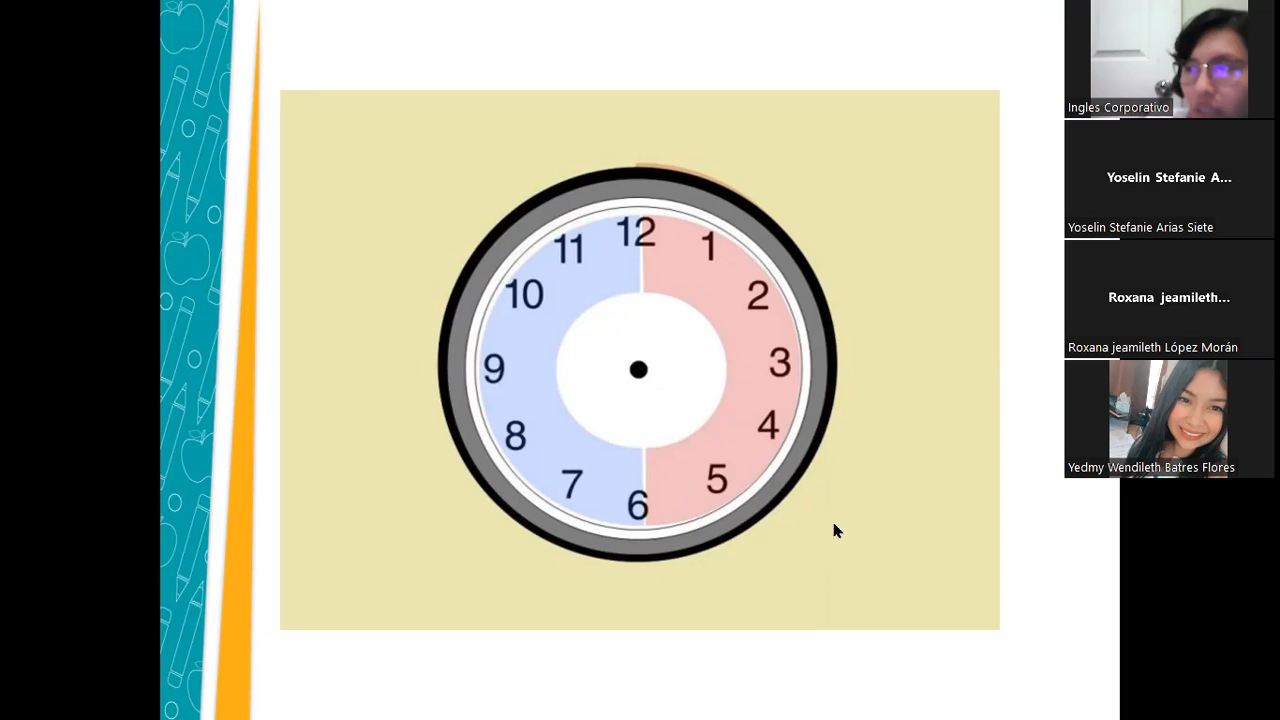 12
1
2
3
4
5
6
7
8
9
10
11
Ingles Corporativo
Yoselin Stefanie A...
Yoselin Stefanie Arias Siete
Roxana jeamileth...
Roxana jeamileth López Morán
Yedmy Wendileth Batres Flores